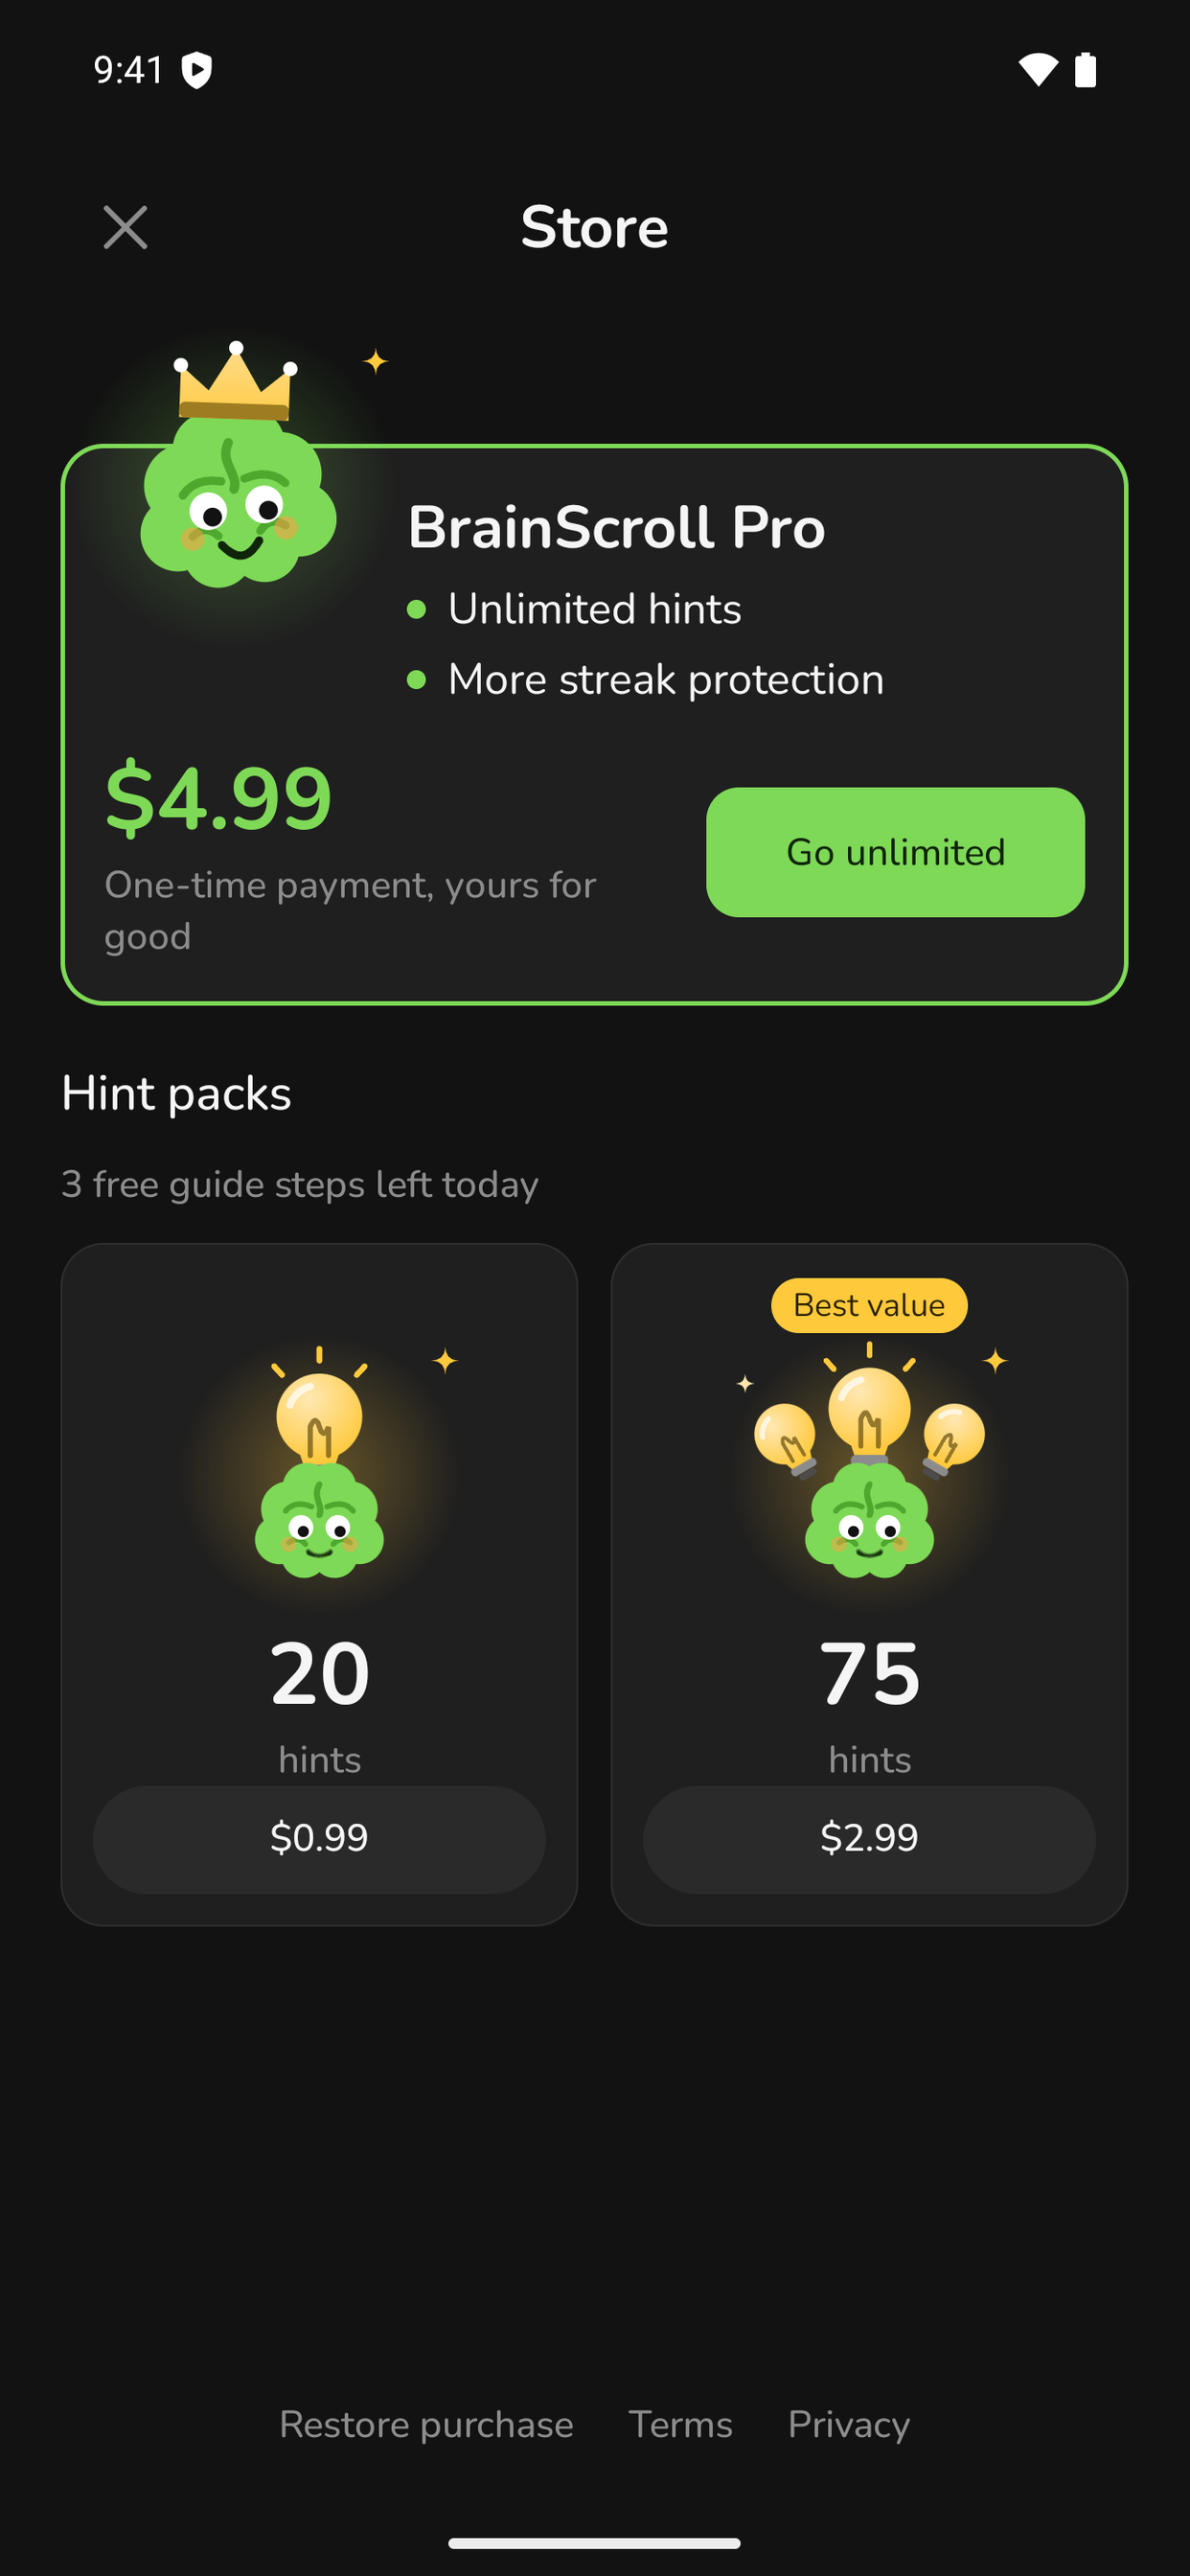 9:41
Store
BrainScroll Pro
Unlimited hints
More streak protection
$4.99
One-time payment, yours for
good
Go unlimited
Hint packs
3 free guide steps left today
20
hints
$0.99
Best value
75
hints
$2.99
Restore purchase Terms Privacy